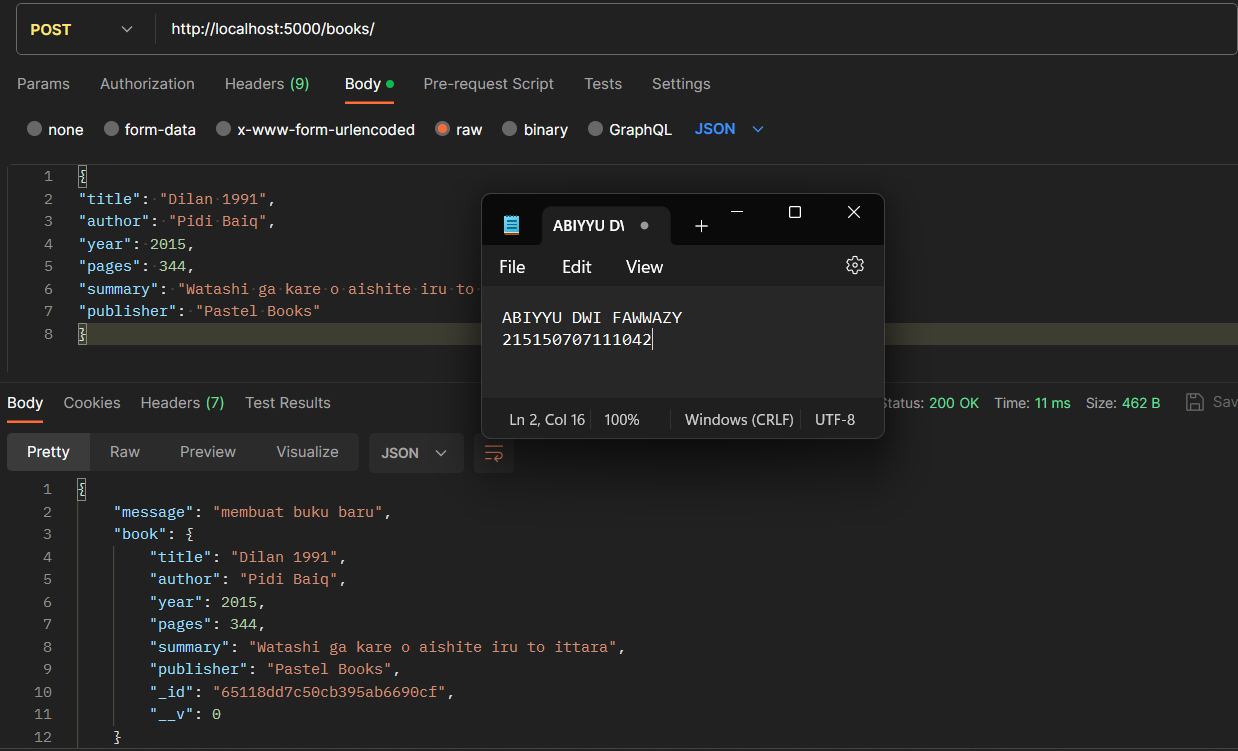 POST http://localhost:5000/books/
Params Authorization Headers (9) Body Pre-request Script Tests Settings
none form-data x-www-form-urlencoded raw binary GraphQL JSON
1 {
2 "title": "Dilan 1991",
3 "author": "Pidi Baiq",
4 "year": 2015,
5 "pages": 344,
6 "summary": "Watashi ga kare o aishite iru to
7 "publisher": "Pastel Books"
8 }
ABIYYU DW
File Edit View
ABIYYU DWI FAWWAZY
215150707111042
Ln 2, Col 16 100% Windows (CRLF) UTF-8
Body Cookies Headers (7) Test Results Status: 200 OK Time: 11 ms Size: 462 B Sav
Pretty Raw Preview Visualize JSON
1 {
2 "message": "membuat buku baru",
3 "book": {
4 "title": "Dilan 1991",
5 "author": "Pidi Baiq",
6 "year": 2015,
7 "pages": 344,
8 "summary": "Watashi ga kare o aishite iru to ittara",
9 "publisher": "Pastel Books",
10 "_id": "65118dd7c50cb395ab6690cf",
11 "__v": 0
12 }